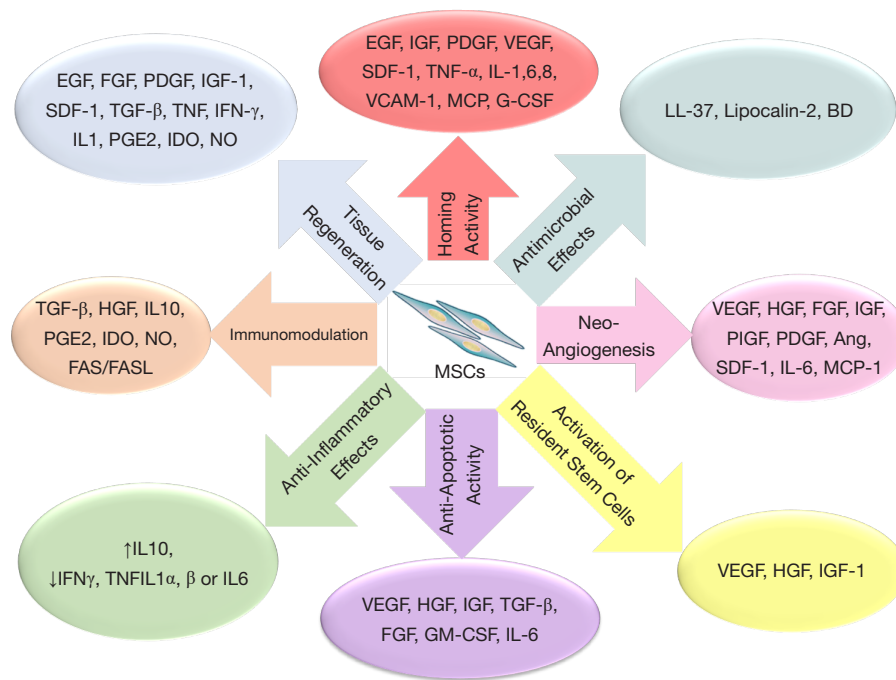 EGF, IGF, PDGF, VEGF,
SDF-1, TNF-α, IL-1,6,8,
VCAM-1, MCP, G-CSF
EGF, FGF, PDGF, IGF-1,
SDF-1, TGF-β, TNF, IFN-γ,
IL1, PGE2, IDO, NO
LL-37, Lipocalin-2, BD
Tissue
Regeneration
Homing
Activity
Antimicrobial
Effects
TGF-β, HGF, IL10,
PGE2, IDO, NO,
FAS/FASL
Immunomodulation
MSCs
Neo-
Angiogenesis
VEGF, HGF, FGF, IGF,
PIGF, PDGF, Ang,
SDF-1, IL-6, MCP-1
Anti-Inflammatory
Effects
Anti-Apoptotic
Activity
Activation of
Resident Stem Cells
↑IL10,
↓IFNγ, TNFIL1α, β or IL6
VEGF, HGF, IGF, TGF-β,
FGF, GM-CSF, IL-6
VEGF, HGF, IGF-1